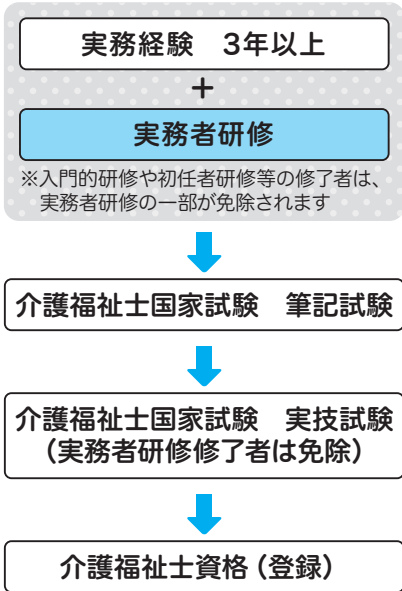 実務経験　3年以上
+
実務者研修
※入門的研修や初任者研修等の修了者は、
実務者研修の一部が免除されます
介護福祉士国家試験　筆記試験
介護福祉士国家試験　実技試験
（実務者研修修了者は免除）
介護福祉士資格（登録）